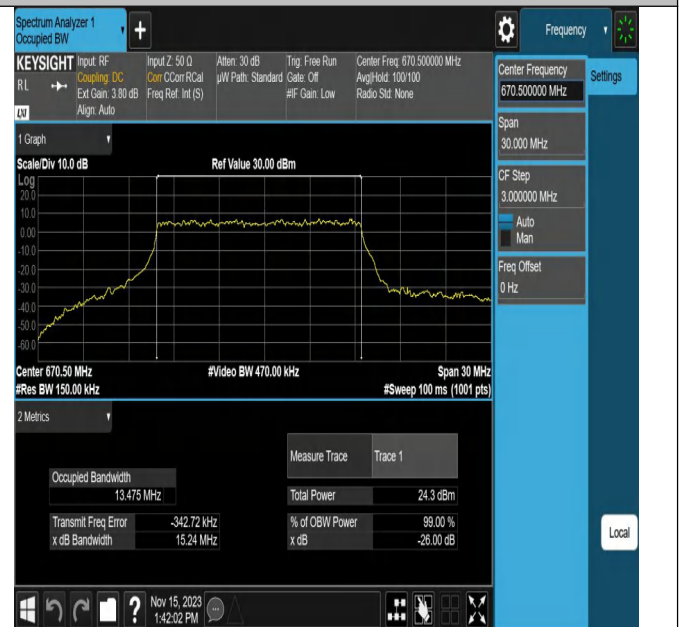 Spectrum Analyzer 1
Occupied BW
Frequency
KEYSIGHT Input: RF Input Z: 50 Ω Atten: 30 dB Trig: Free Run Center Freq: 670.500000 MHz
RL Coupling: DC Corr CCorr RCal µW Path: Standard Gate: Off Avg|Hold: 100/100
Ext Gain: 3.80 dB Freq Ref: Int (S) #IF Gain: Low Radio Std: None
LXI Align: Auto
Center Frequency
670.500000 MHz
Settings
Span
30.000 MHz
CF Step
3.000000 MHz
Auto
Man
Freq Offset
0 Hz
Local
1 Graph
Scale/Div 10.0 dB Ref Value 30.00 dBm
Log
20.0
10.0
0.00
-10.0
-20.0
-30.0
-40.0
-50.0
-60.0
Center 670.50 MHz #Video BW 470.00 kHz Span 30 MHz
#Res BW 150.00 kHz #Sweep 100 ms (1001 pts)
2 Metrics
Measure Trace Trace 1
Occupied Bandwidth
13.475 MHz
Total Power 24.3 dBm
Transmit Freq Error -342.72 kHz % of OBW Power 99.00 %
x dB Bandwidth 15.24 MHz x dB -26.00 dB
? Nov 15, 2023
1:42:02 PM